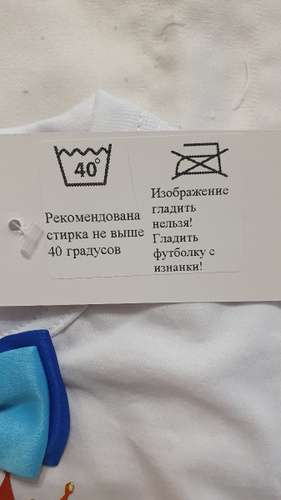 40°
Рекомендована
стирка не выше
40 градусов
Изображение
гладить
нельзя!
Гладить
футболку с
изнанки!